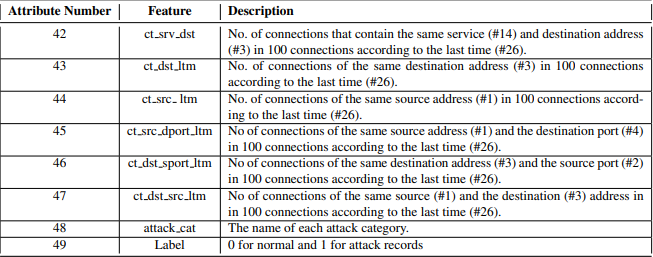 Attribute Number Feature Description
42 ct_srv_dst No. of connections that contain the same service (#14) and destination address
(#3) in 100 connections according to the last time (#26).
43 ct_dst_ltm No. of connections of the same destination address (#3) in 100 connections
according to the last time (#26).
44 ct_src_ ltm No. of connections of the same source address (#1) in 100 connections accord-
ing to the last time (#26).
45 ct_src_dport_ltm No of connections of the same source address (#1) and the destination port (#4)
in 100 connections according to the last time (#26).
46 ct_dst_sport_ltm No of connections of the same destination address (#3) and the source port (#2)
in 100 connections according to the last time (#26).
47 ct_dst_src_ltm No of connections of the same source (#1) and the destination (#3) address in
in 100 connections according to the last time (#26).
48 attack_cat The name of each attack category.
49 Label 0 for normal and 1 for attack records